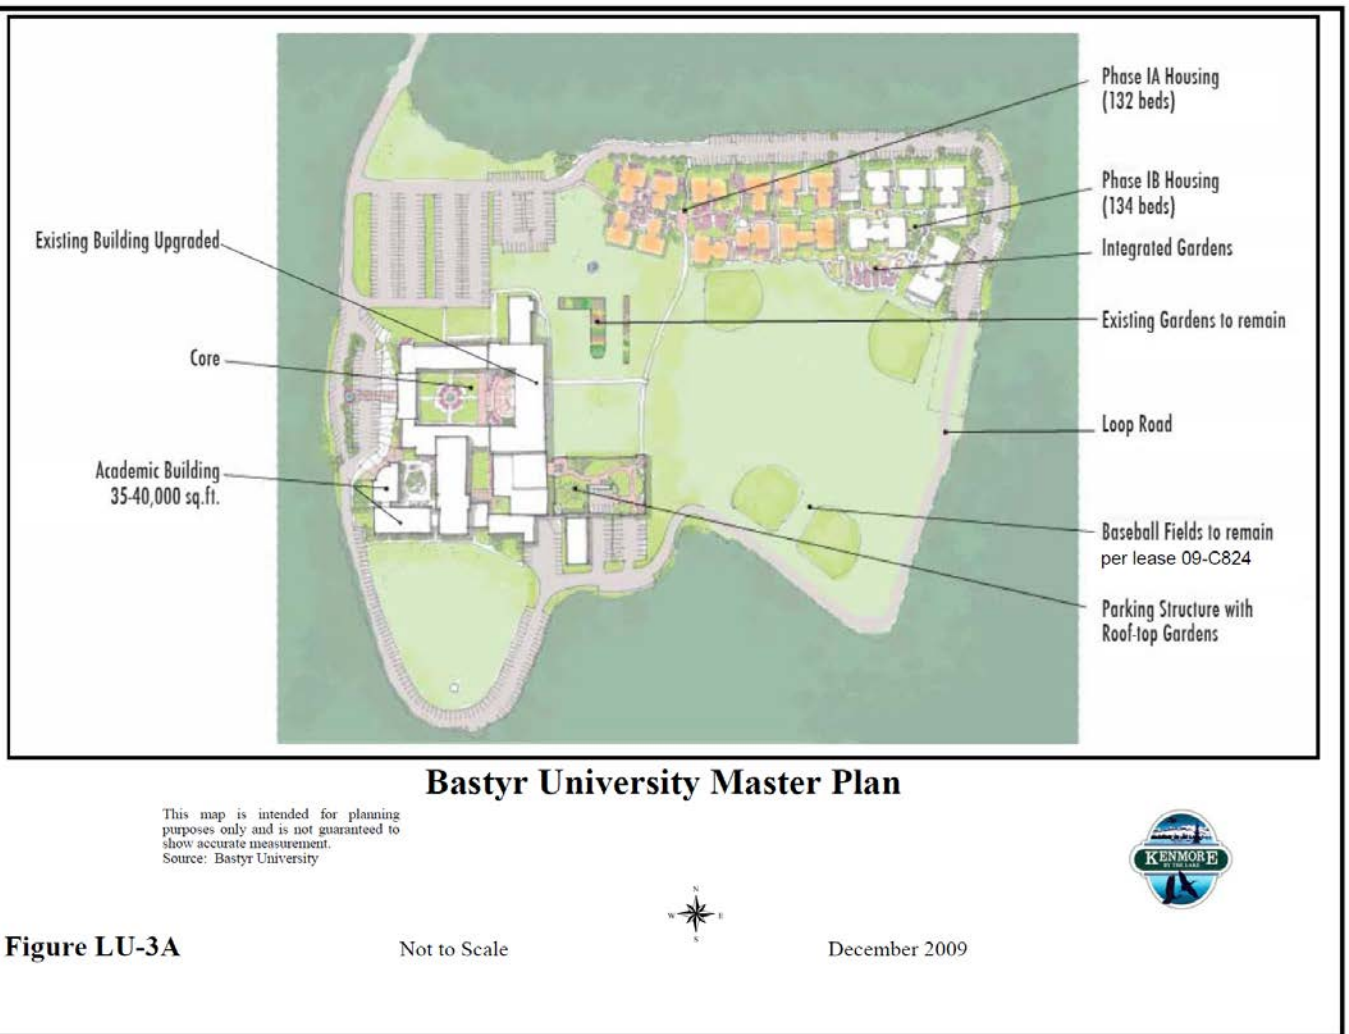 Phase IA Housing
(132 beds)
Phase IB Housing
(134 beds)
Existing Building Upgraded
Integrated Gardens
Existing Gardens to remain
Core
Loop Road
Academic Building
35-40,000 sq.ft.
Baseball Fields to remain
per lease 09-C824
Parking Structure with
Roof-top Gardens
Bastyr University Master Plan
This map is intended for planning
purposes only and is not guaranteed to
show accurate measurement.
Source: Bastyr University
KENMORE
BY THE LAKE
N
W
E
S
Figure LU-3A
Not to Scale
December 2009